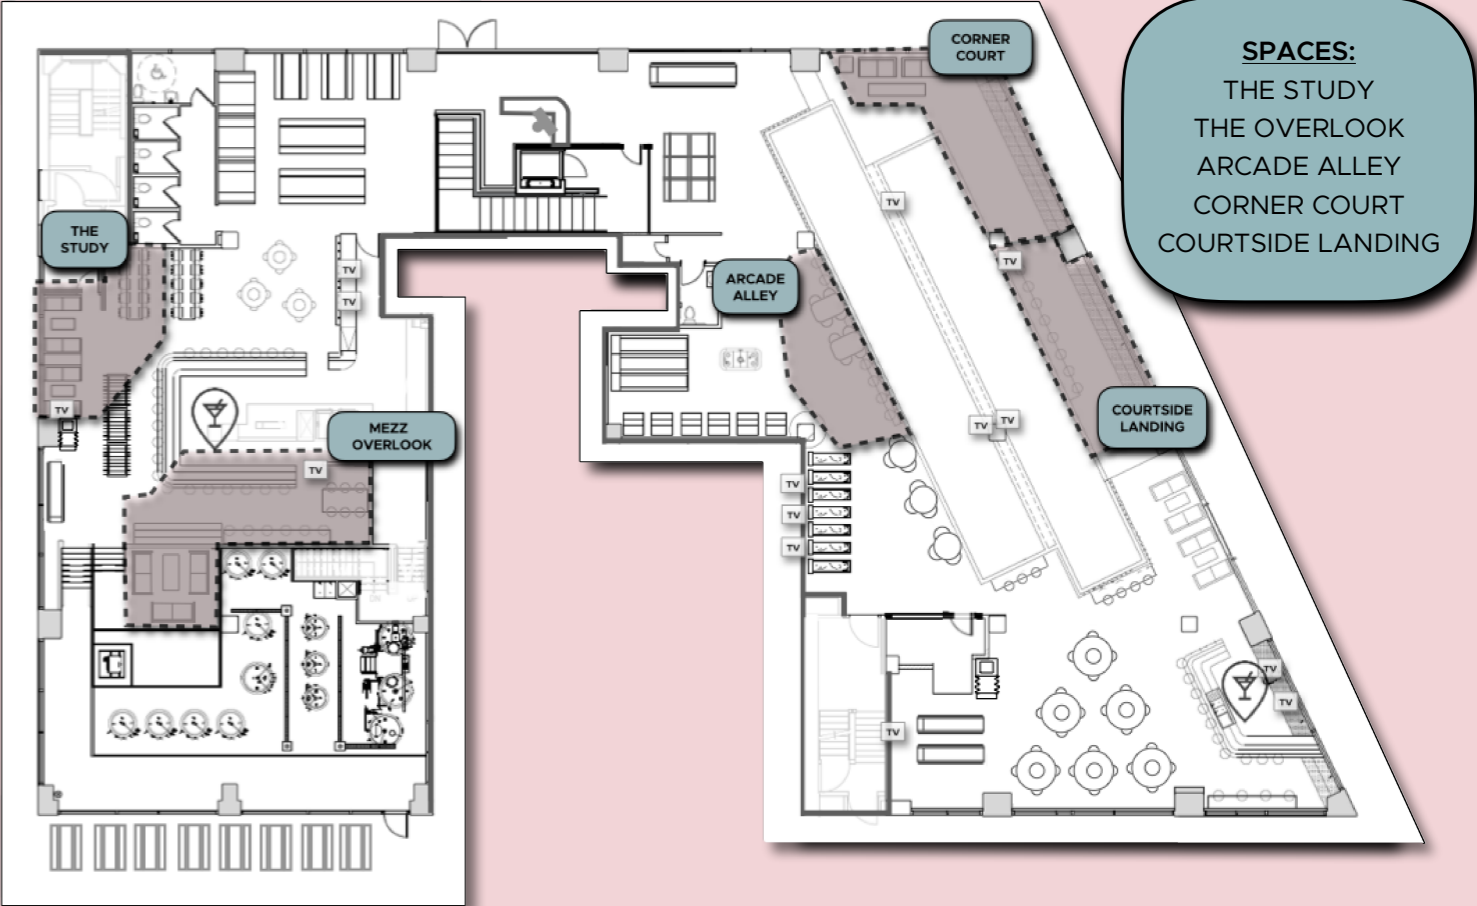 CORNER
COURT
SPACES:
THE STUDY
THE OVERLOOK
ARCADE ALLEY
CORNER COURT
COURTSIDE LANDING
TV
THE
STUDY
TV
TV
TV
ARCADE
ALLEY
TV
MEZZ
OVERLOOK
COURTSIDE
LANDING
TV
TV
TV
TV
TV
TV
TV
TV
TV